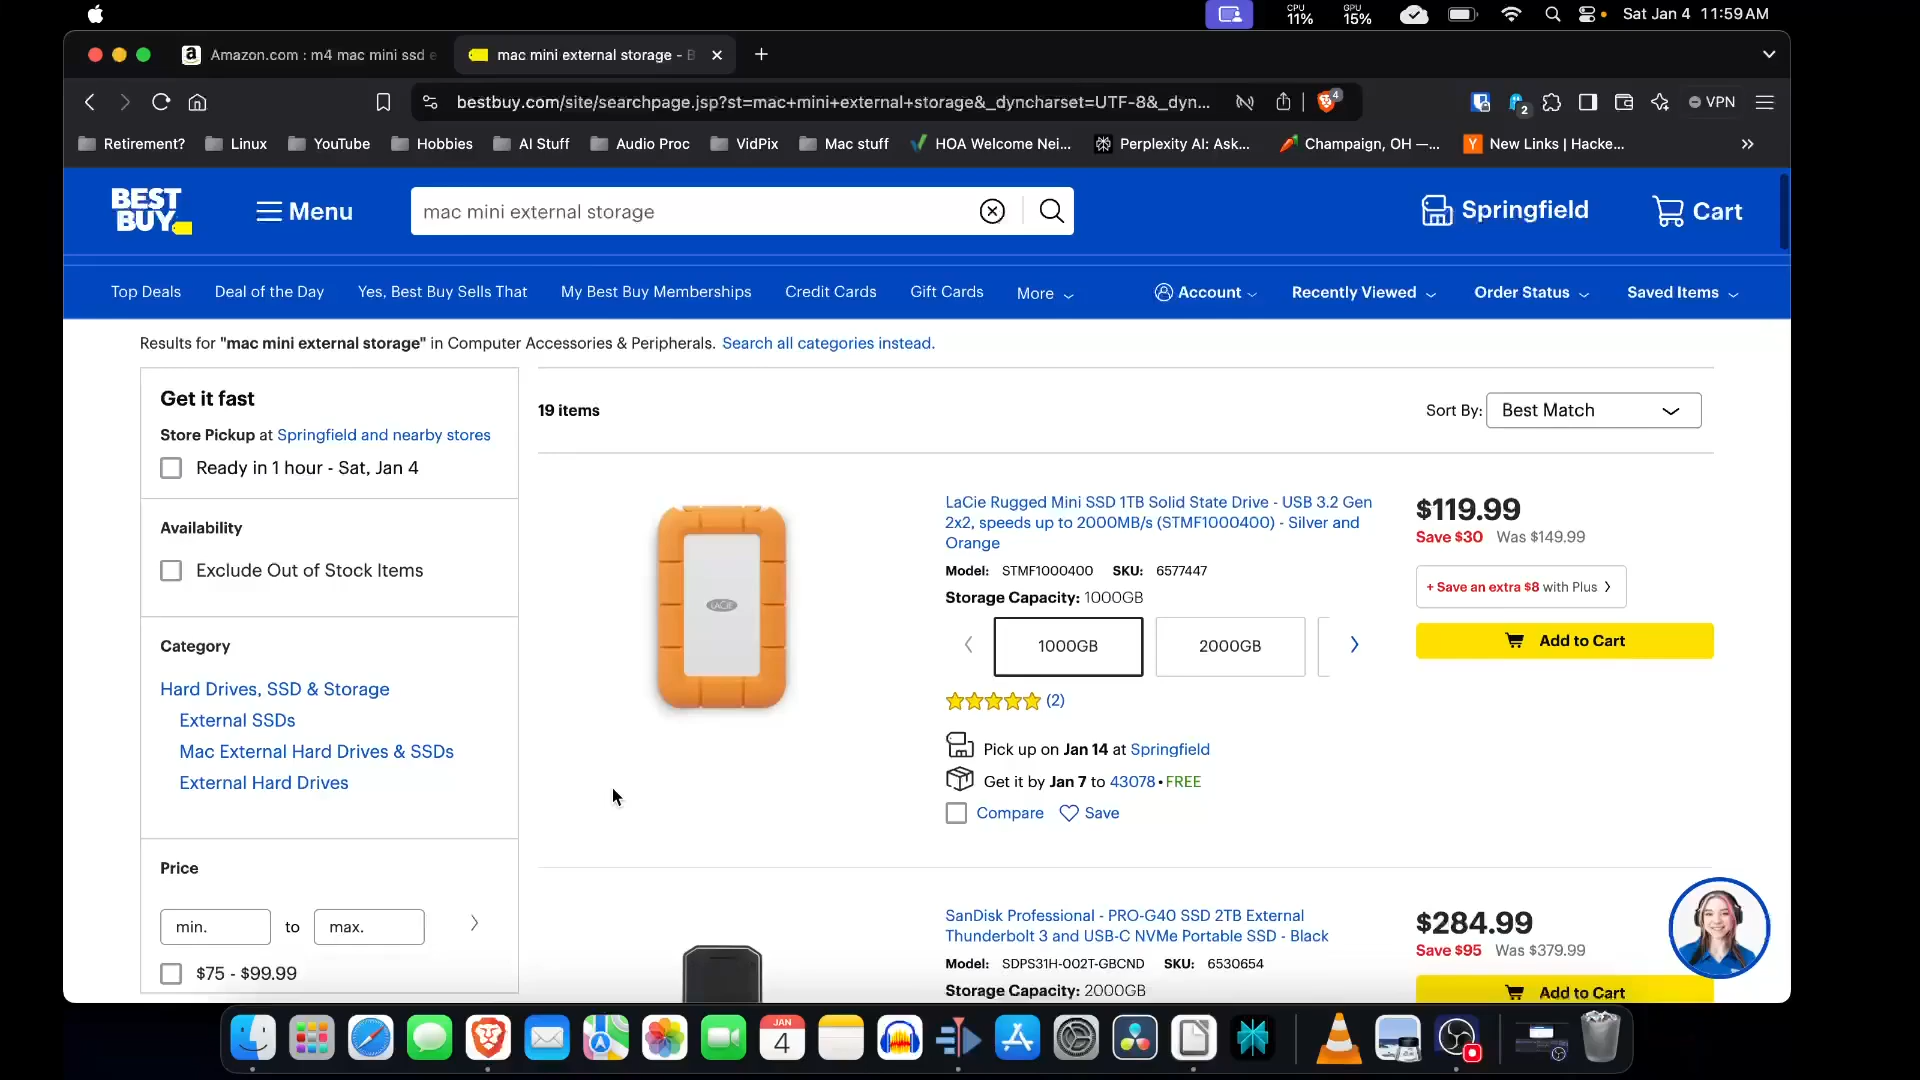 CPU
11%
GPU
15%
Sat Jan 4 11:59 AM
Amazon.com : m4 mac mini ssd e
mac mini external storage - B
bestbuy.com/site/searchpage.jsp?st=mac+mini+external+storage&_dyncharset=UTF-8&_dyn...
4
2
VPN
Retirement?
Linux
YouTube
Hobbies
AI Stuff
Audio Proc
VidPix
Mac stuff
HOA Welcome Nei...
Perplexity AI: Ask...
Champaign, OH —...
New Links | Hacke...
BEST
BUY
Menu
mac mini external storage
Springfield
Cart
Top Deals
Deal of the Day
Yes, Best Buy Sells That
My Best Buy Memberships
Credit Cards
Gift Cards
More
Account
Recently Viewed
Order Status
Saved Items
Results for "mac mini external storage" in Computer Accessories & Peripherals. Search all categories instead.
Get it fast
Store Pickup at Springfield and nearby stores
Ready in 1 hour - Sat, Jan 4
Availability
Exclude Out of Stock Items
Category
Hard Drives, SSD & Storage
External SSDs
Mac External Hard Drives & SSDs
External Hard Drives
Price
min.
to
max.
$75 - $99.99
19 items
Sort By:
Best Match
LACIE
LaCie Rugged Mini SSD 1TB Solid State Drive - USB 3.2 Gen
2x2, speeds up to 2000MB/s (STMF1000400) - Silver and
Orange
Model: STMF1000400 SKU: 6577447
Storage Capacity: 1000GB
1000GB
2000GB
(2)
Pick up on Jan 14 at Springfield
Get it by Jan 7 to 43078 • FREE
Compare
Save
$119.99
Save $30 Was $149.99
+ Save an extra $8 with Plus
Add to Cart
SanDisk Professional - PRO-G40 SSD 2TB External
Thunderbolt 3 and USB-C NVMe Portable SSD - Black
Model: SDPS31H-002T-GBCND SKU: 6530654
Storage Capacity: 2000GB
$284.99
Save $95 Was $379.99
Add to Cart
JAN
4